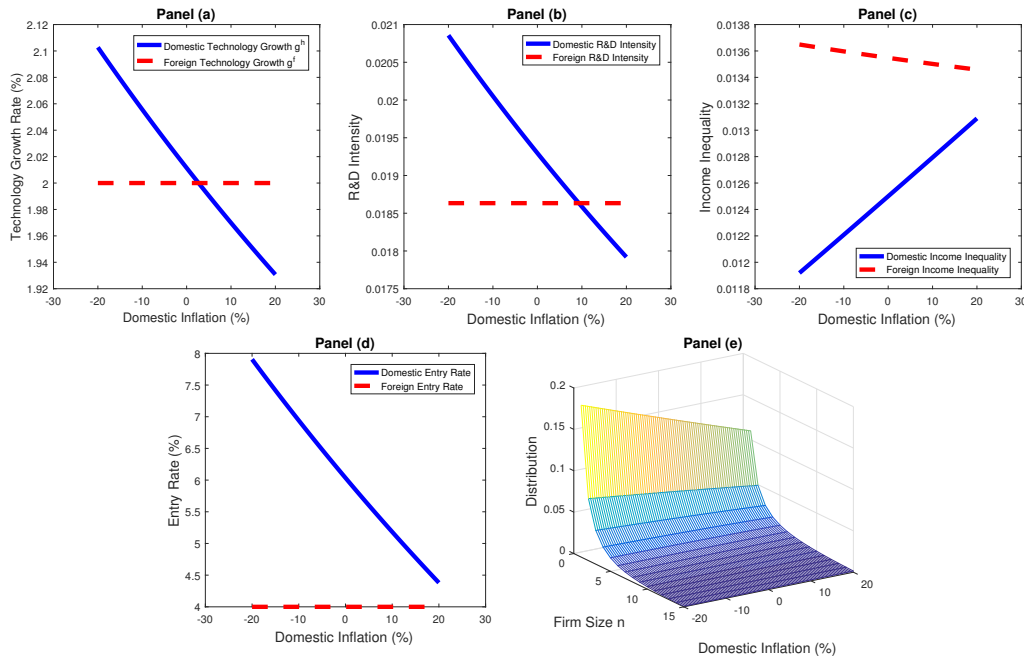 Panel (a)
2.12
2.1
2.08
2.06
2.04
2.02
2
1.98
1.96
1.94
1.92
-30 -20 -10 0 10 20 30
Technology Growth Rate (%)
Domestic Inflation (%)
Domestic Technology Growth g^h
Foreign Technology Growth g^f
Panel (b)
0.021
0.0205
0.02
0.0195
0.019
0.0185
0.018
0.0175
-30 -20 -10 0 10 20 30
R&D Intensity
Domestic Inflation (%)
Domestic R&D Intensity
Foreign R&D Intensity
Panel (c)
0.0138
0.0136
0.0134
0.0132
0.013
0.0128
0.0126
0.0124
0.0122
0.012
0.0118
-30 -20 -10 0 10 20 30
Income Inequality
Domestic Inflation (%)
Domestic Income Inequality
Foreign Income Inequality
Panel (d)
8
7.5
7
6.5
6
5.5
5
4.5
4
-30 -20 -10 0 10 20 30
Entry Rate (%)
Domestic Inflation (%)
Domestic Entry Rate
Foreign Entry Rate
Panel (e)
0.2
0.15
0.1
0.05
0
Distribution
0
5
10
15
Firm Size n
-20
-10
0
10
20
Domestic Inflation (%)